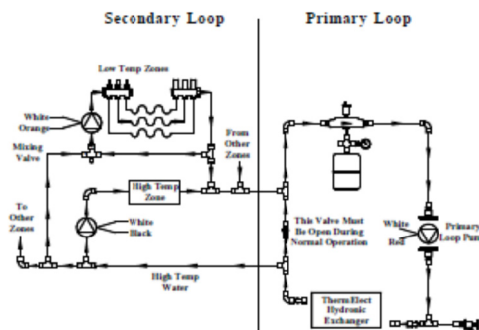 Secondary Loop
Primary Loop
Low Temp Zones
White
Orange
Mixing
Valve
From
Other
Zones
High Temp
Zone
To
Other
Zones
White
Black
This Valve Must
Be Open During
Normal Operation
White
Red
Primary
Loop Pump
High Temp
Water
ThermElect
Hydronic
Exchanger